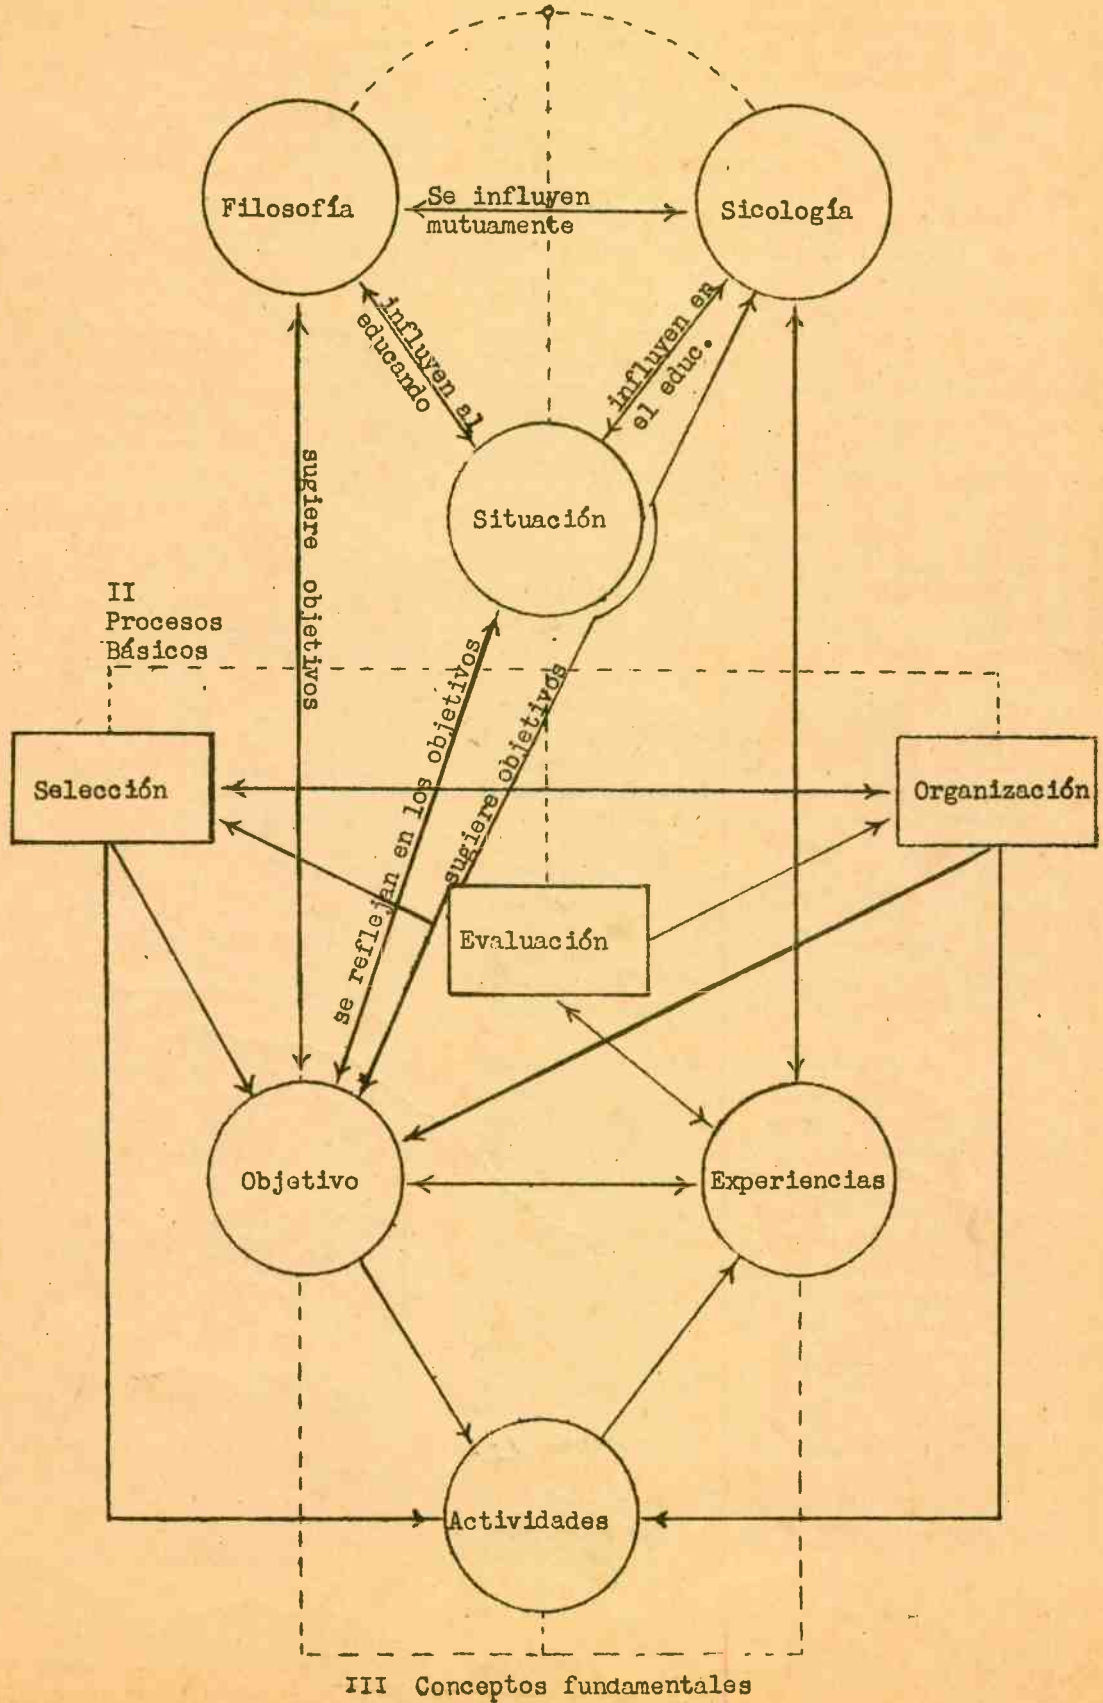 Filosofía
Se influyen
mutuamente
Sicología
influyen al
educando
influyen en
el educ.
sugiere objetivos
Situación
II
Procesos
Básicos
se reflejan en los objetivos
sugiere objetivos
Selección
Organización
Evaluación
Objetivo
Experiencias
Actividades
III Conceptos fundamentales